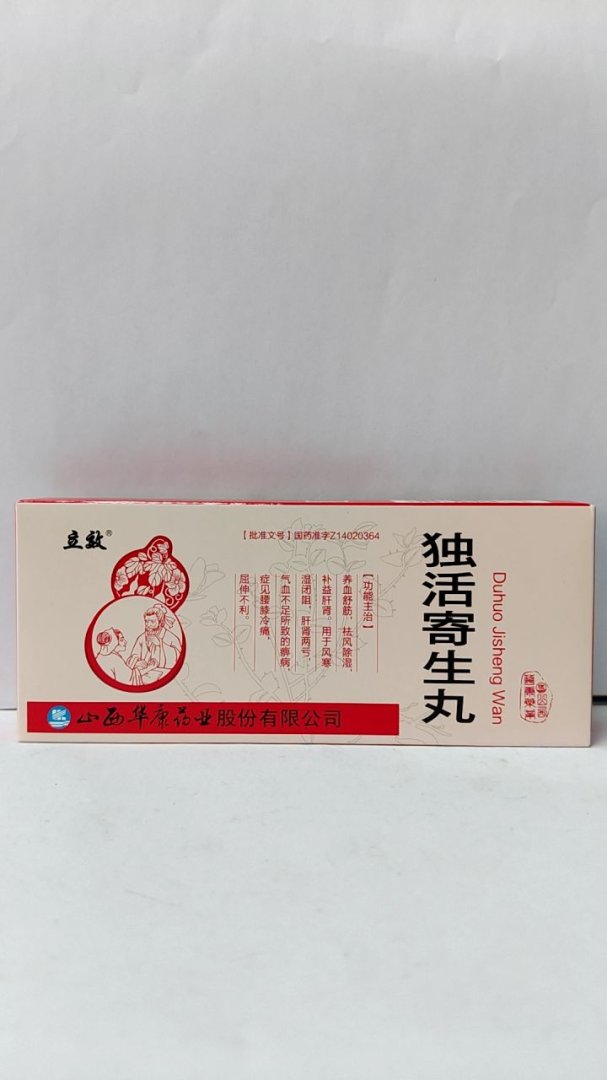 立效®
【批准文号】国药准字Z14020364
独活寄生丸
Duhuo Jisheng Wan
【功能主治】
养血舒筋，祛风除湿，
补益肝肾。用于风寒
湿闭阻，肝肾两亏，
气血不足所致的痹病，
症见腰膝冷痛，
屈伸不利。
山西华康药业股份有限公司